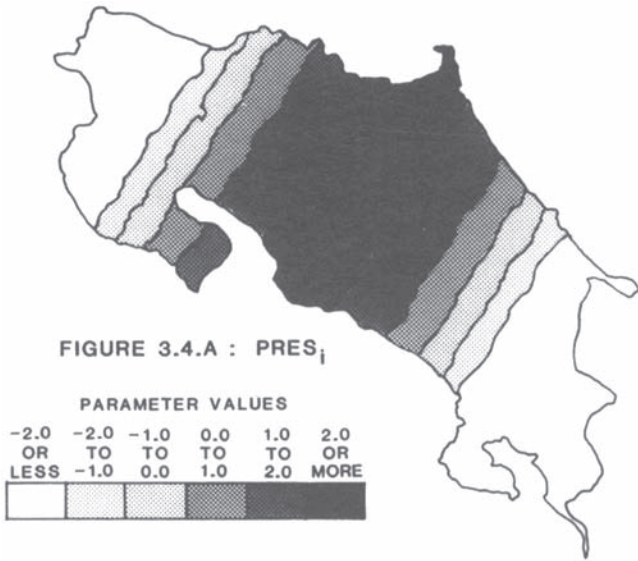 FIGURE 3.4.A : PRESi
PARAMETER VALUES
-2.0 -2.0 -1.0 0.0 1.0 2.0
OR TO TO TO TO OR
LESS -1.0 0.0 1.0 2.0 MORE